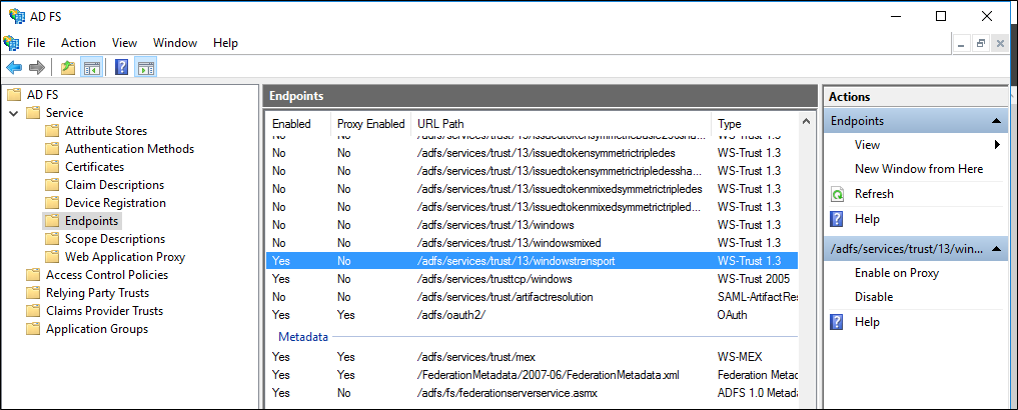 AD FS
File Action View Window Help
AD FS
Service
Attribute Stores
Authentication Methods
Certificates
Claim Descriptions
Device Registration
Endpoints
Scope Descriptions
Web Application Proxy
Access Control Policies
Relying Party Trusts
Claims Provider Trusts
Application Groups
Endpoints
Enabled Proxy Enabled URL Path Type
No No /adfs/services/trust/13/issuedtokensymmetricbasic256sha... WS-Trust 1.3
No No /adfs/services/trust/13/issuedtokensymmetrictripledes WS-Trust 1.3
No No /adfs/services/trust/13/issuedtokensymmetrictripledessha... WS-Trust 1.3
No No /adfs/services/trust/13/issuedtokenmixedsymmetrictripledes WS-Trust 1.3
No No /adfs/services/trust/13/issuedtokenmixedsymmetrictripled... WS-Trust 1.3
No No /adfs/services/trust/13/windows WS-Trust 1.3
No No /adfs/services/trust/13/windowsmixed WS-Trust 1.3
Yes No /adfs/services/trust/13/windowstransport WS-Trust 1.3
Yes No /adfs/services/trusttcp/windows WS-Trust 2005
No No /adfs/services/trust/artifactresolution SAML-ArtifactRes
Yes Yes /adfs/oauth2/ OAuth
Metadata
Yes Yes /adfs/services/trust/mex WS-MEX
Yes Yes /FederationMetadata/2007-06/FederationMetadata.xml Federation Metad
Yes No /adfs/fs/federationserverservice.asmx ADFS 1.0 Metad
Actions
Endpoints
View
New Window from Here
Refresh
Help
/adfs/services/trust/13/win...
Enable on Proxy
Disable
Help